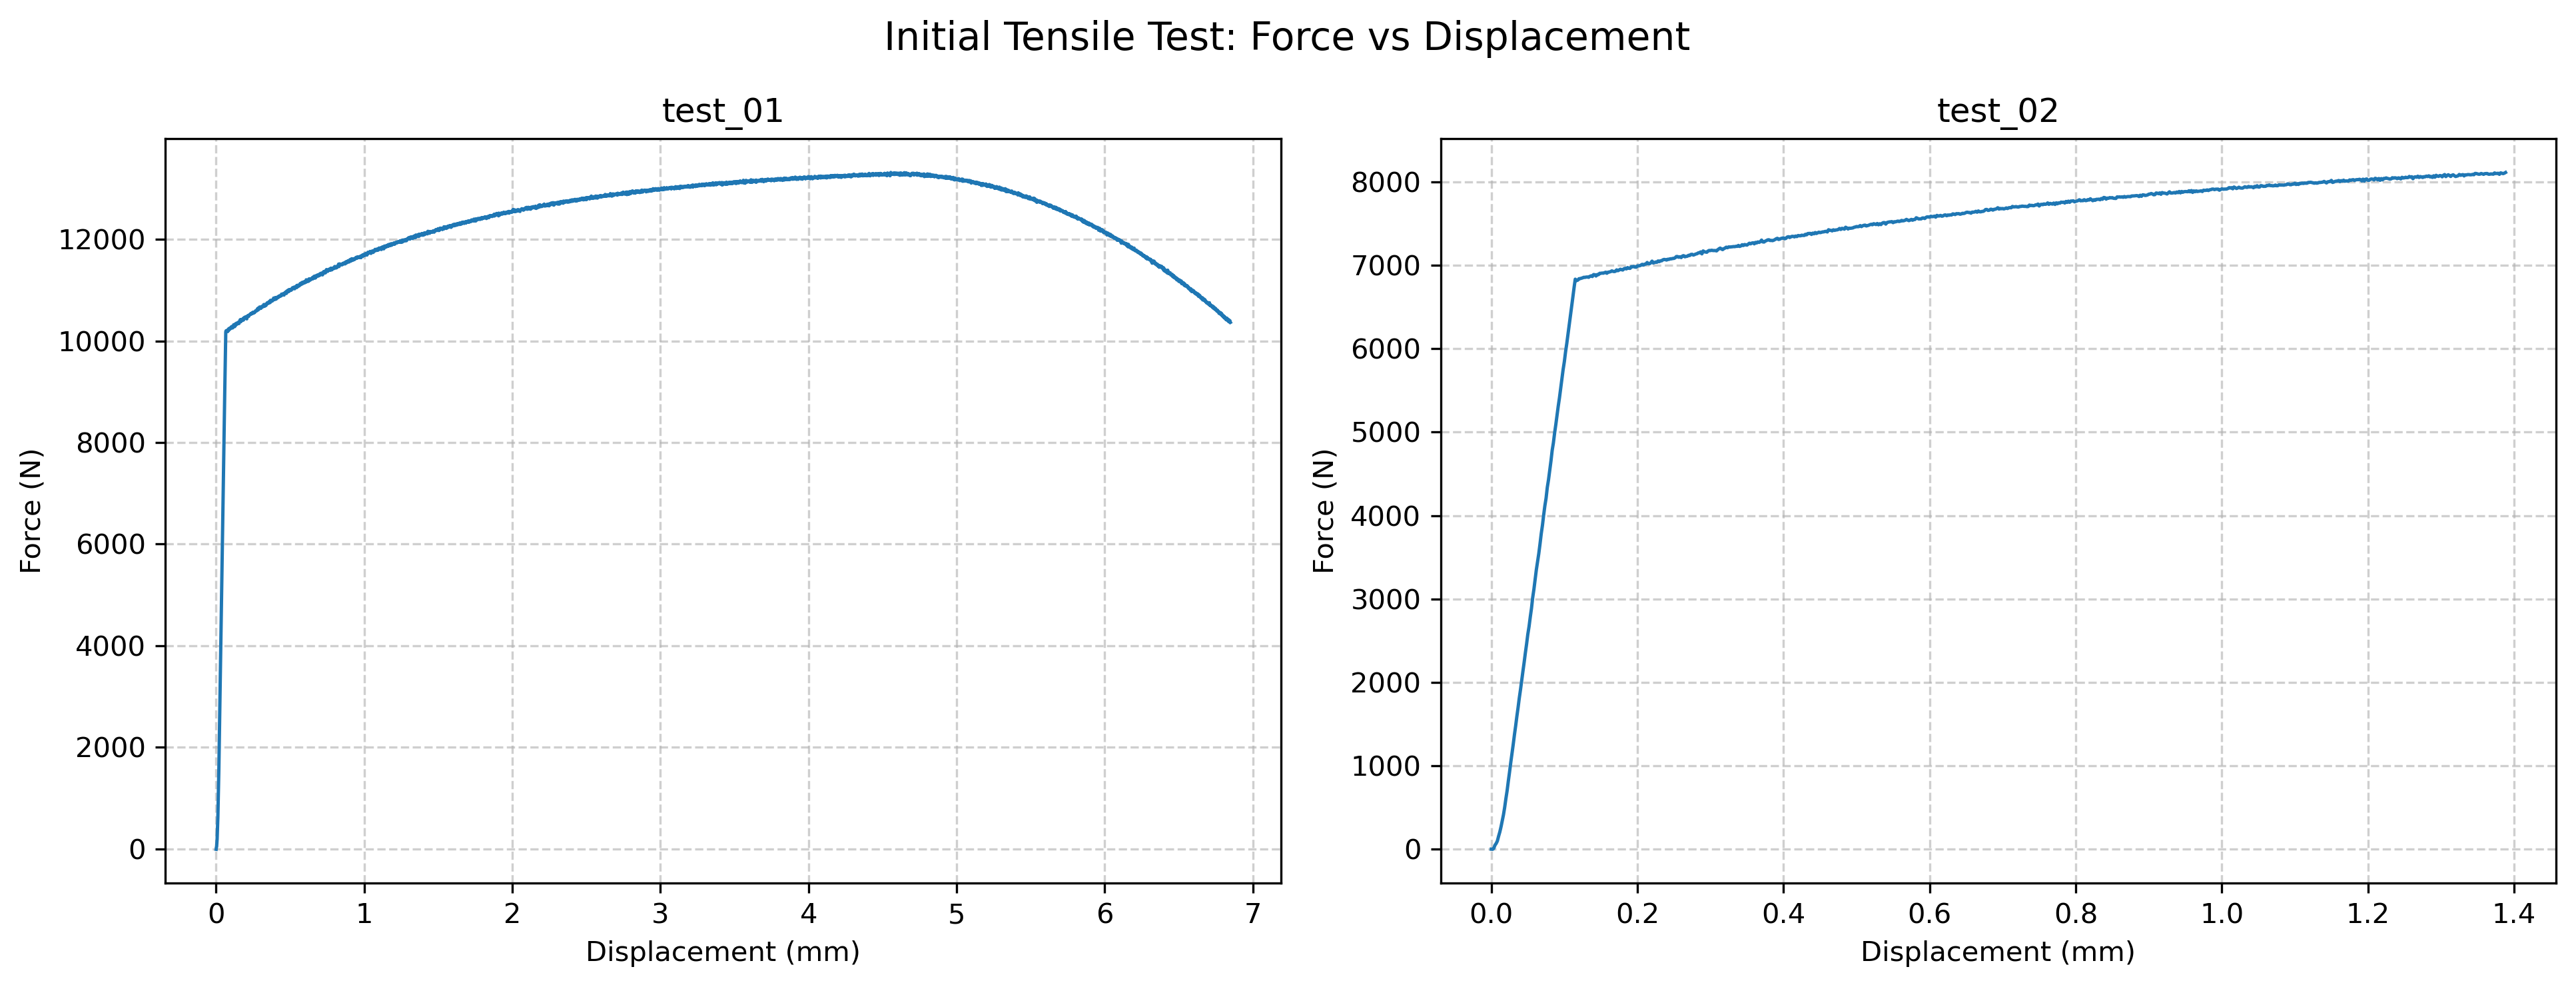 Initial Tensile Test: Force vs Displacement
test_01
Force (N)
12000
10000
8000
6000
4000
2000
0
0 1 2 3 4 5 6 7
Displacement (mm)
test_02
Force (N)
8000
7000
6000
5000
4000
3000
2000
1000
0
0.0 0.2 0.4 0.6 0.8 1.0 1.2 1.4
Displacement (mm)